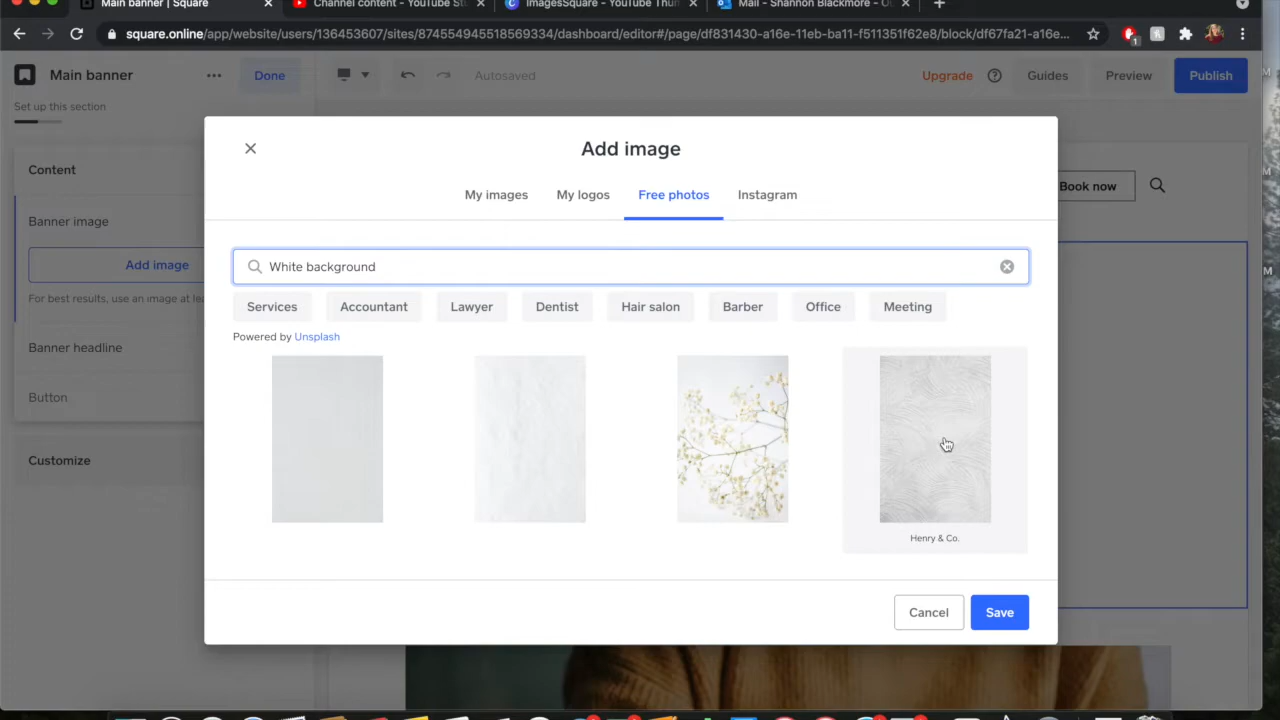 Main banner | Square
Channel content - YouTube St
ImagesSquare - YouTube Thun
Mail - Shannon Blackmore - Ou
square.online/app/website/users/136453607/sites/874554945518569334/dashboard/editor#/page/df831430-a16e-11eb-ba11-f511351f62e8/block/df67fa21-a16e...
1
Main banner
Done
Autosaved
Upgrade
Guides
Preview
Publish
Set up this section
Content
Banner image
Add image
For best results, use an image at lea
Banner headline
Button
Customize
Book now
Add image
My images
My logos
Free photos
Instagram
White background
Services
Accountant
Lawyer
Dentist
Hair salon
Barber
Office
Meeting
Powered by Unsplash
Henry & Co.
Cancel
Save